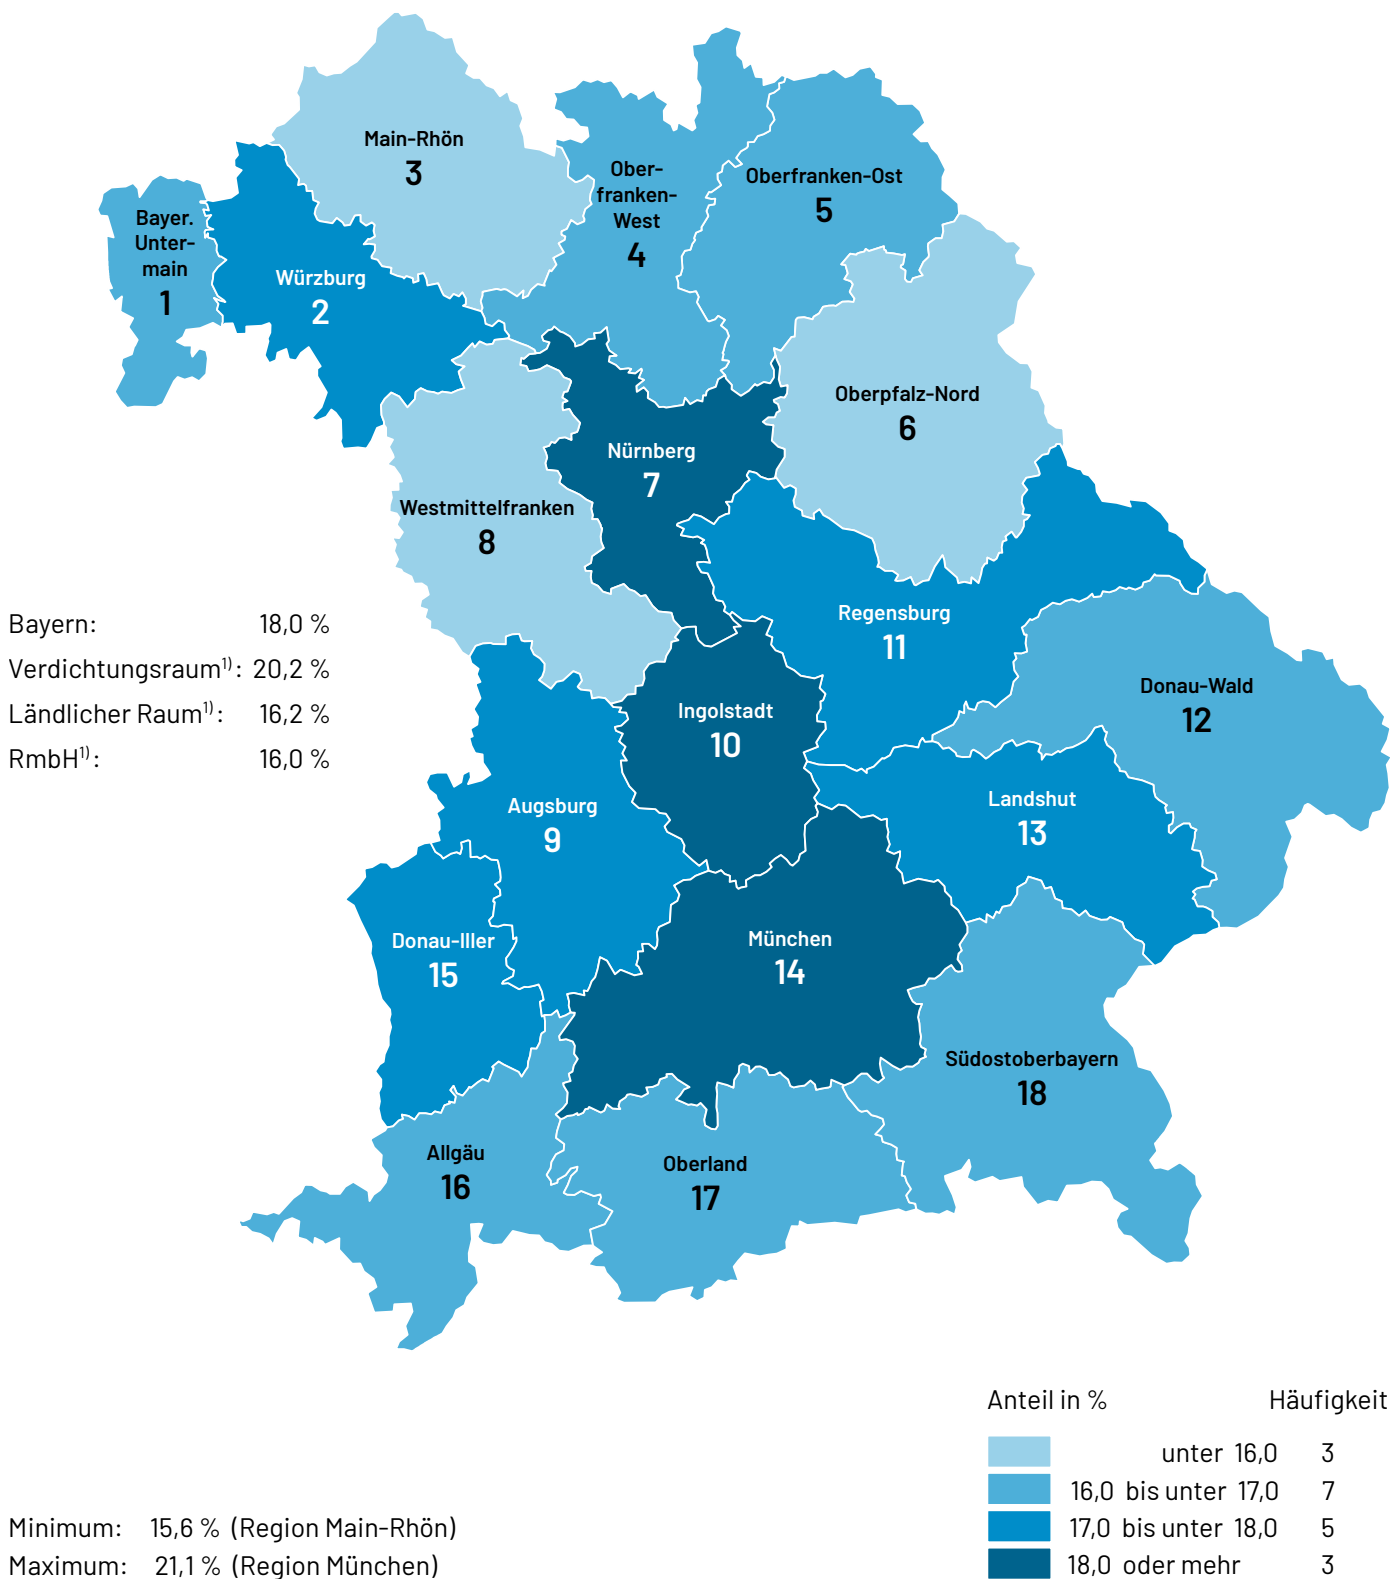 Main-Rhön
3
Ober-
franken-
West
4
Oberfranken-Ost
5
Bayer.
Unter-
main
1
Würzburg
2
Oberpfalz-Nord
6
Nürnberg
7
Westmittelfranken
8
Regensburg
11
Bayern: 18,0 %
Verdichtungsraum¹⁾: 20,2 %
Ländlicher Raum¹⁾: 16,2 %
RmbH¹⁾: 16,0 %
Donau-Wald
12
Ingolstadt
10
Augsburg
9
Landshut
13
Donau-Iller
15
München
14
Südostoberbayern
18
Allgäu
16
Oberland
17
Anteil in % Häufigkeit
unter 16,0 3
16,0 bis unter 17,0 7
17,0 bis unter 18,0 5
18,0 oder mehr 3
Minimum: 15,6 % (Region Main-Rhön)
Maximum: 21,1 % (Region München)